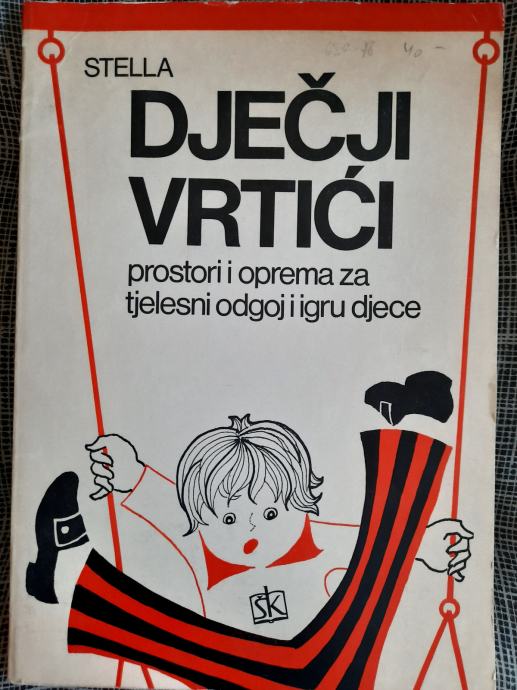 STELLA
DJEČJI
VRTIĆI
prostori i oprema za
tjelesni odgoj i igru djece
ŠK